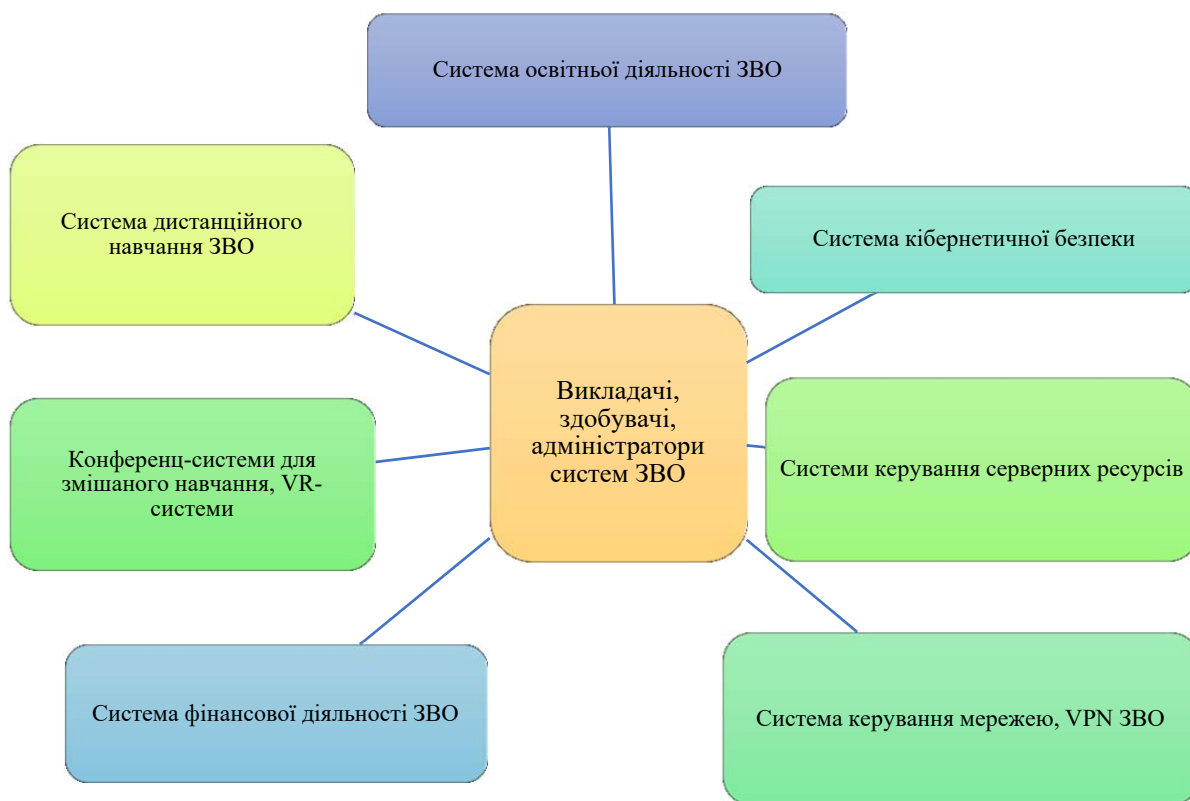 Система освітньої діяльності ЗВО
Система дистанційного
навчання ЗВО
Система кібернетичної безпеки
Викладачі,
здобувачі,
адміністратори
систем ЗВО
Конференц-системи для
змішаного навчання, VR-
системи
Системи керування серверних ресурсів
Система фінансової діяльності ЗВО
Система керування мережею, VPN ЗВО